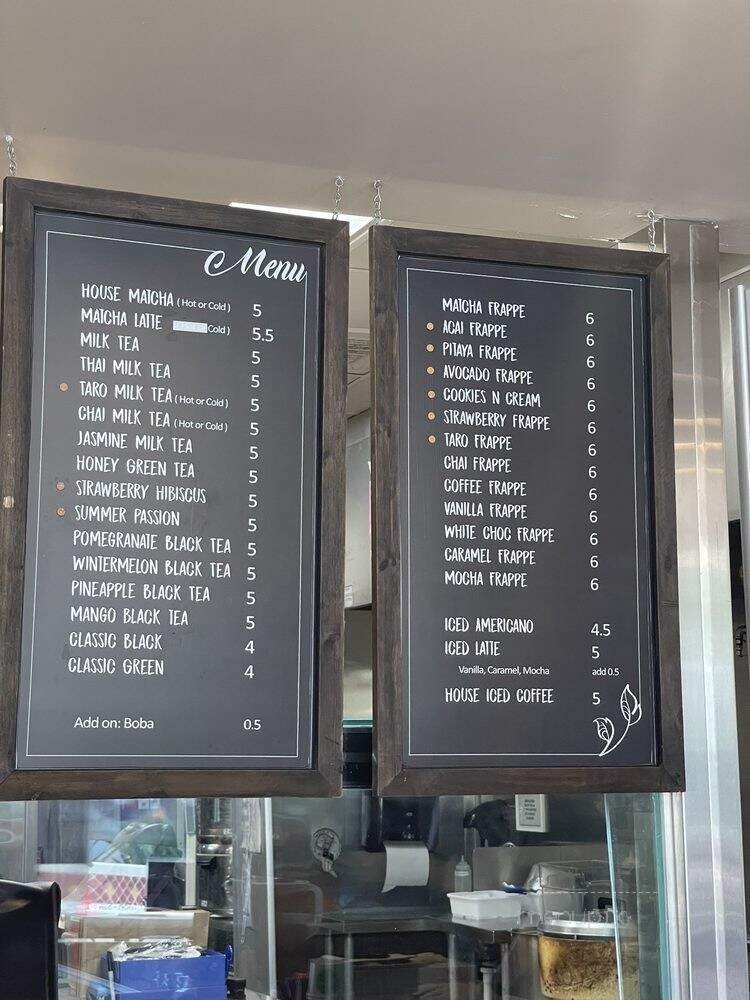 Menu
HOUSE MATCHA (Hot or Cold) 5
MATCHA LATTE Cold) 5.5
MILK TEA 5
THAI MILK TEA 5
TARO MILK TEA (Hot or Cold) 5
CHAI MILK TEA (Hot or Cold) 5
JASMINE MILK TEA 5
HONEY GREEN TEA 5
STRAWBERRY HIBISCUS 5
SUMMER PASSION 5
POMEGRANATE BLACK TEA 5
WINTERMELON BLACK TEA 5
PINEAPPLE BLACK TEA 5
MANGO BLACK TEA 5
CLASSIC BLACK 4
CLASSIC GREEN 4
Add on: Boba 0.5
MATCHA FRAPPE 6
ACAI FRAPPE 6
PITAYA FRAPPE 6
AVOCADO FRAPPE 6
COOKIES N CREAM 6
STRAWBERRY FRAPPE 6
TARO FRAPPE 6
CHAI FRAPPE 6
COFFEE FRAPPE 6
VANILLA FRAPPE 6
WHITE CHOC FRAPPE 6
CARAMEL FRAPPE 6
MOCHA FRAPPE 6
ICED AMERICANO 4.5
ICED LATTE 5
Vanilla, Caramel, Mocha add 0.5
HOUSE ICED COFFEE 5